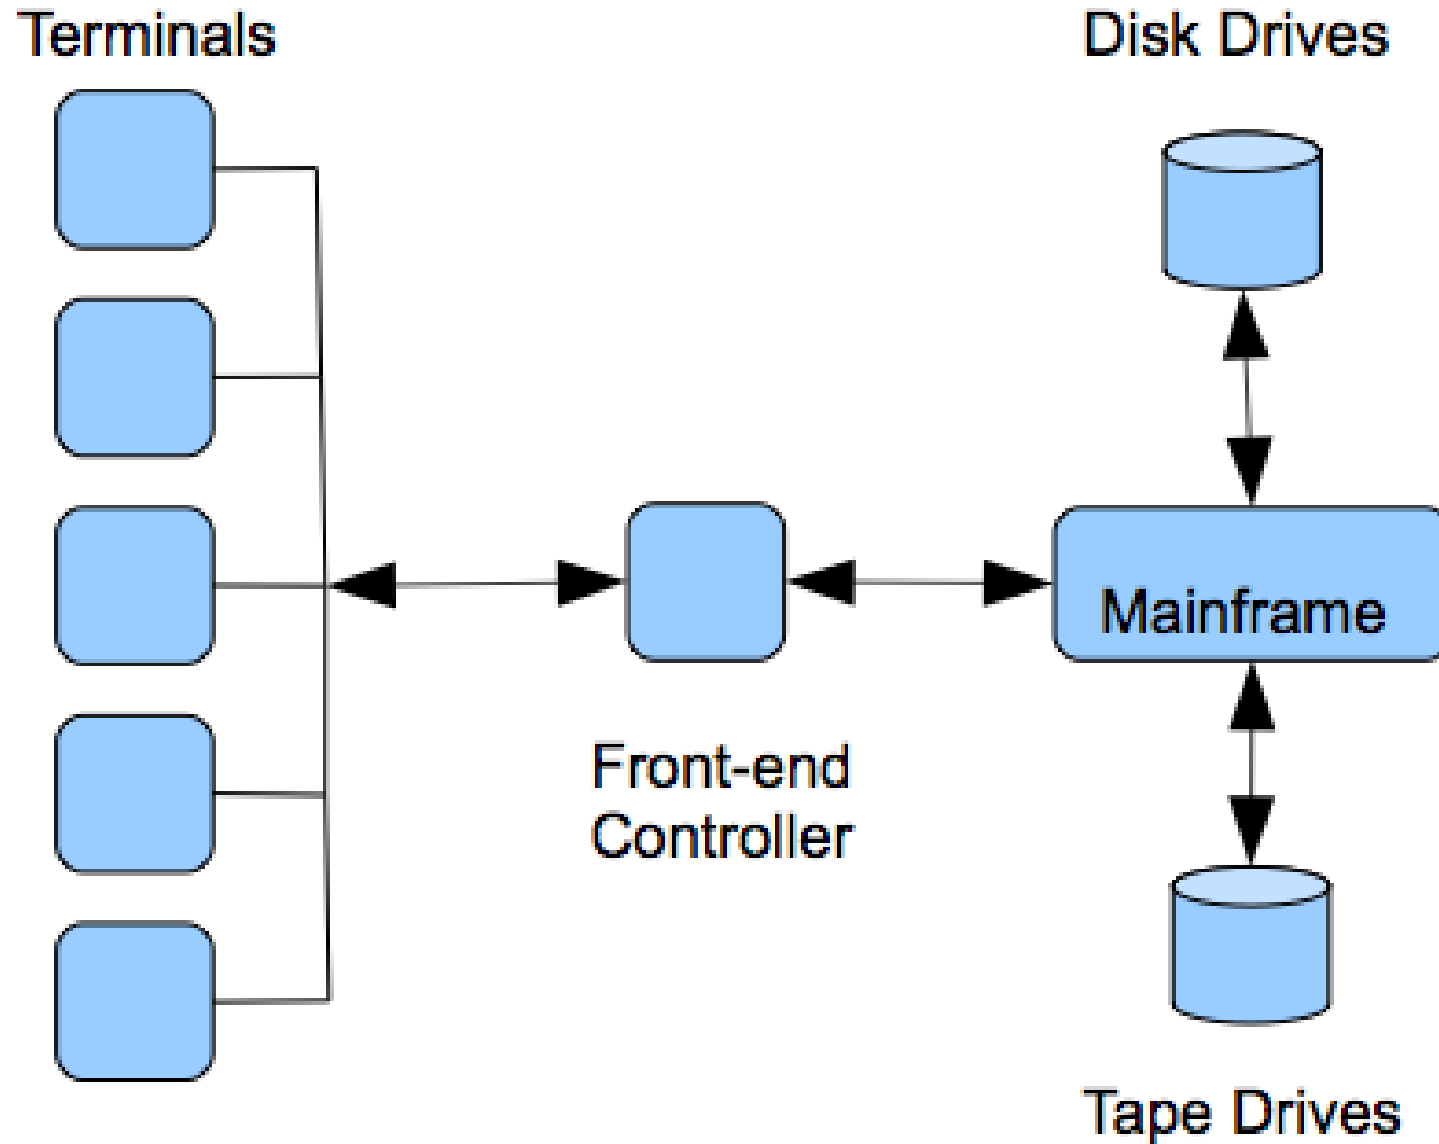 Terminals
Disk Drives
Mainframe
Front-end
Controller
Tape Drives